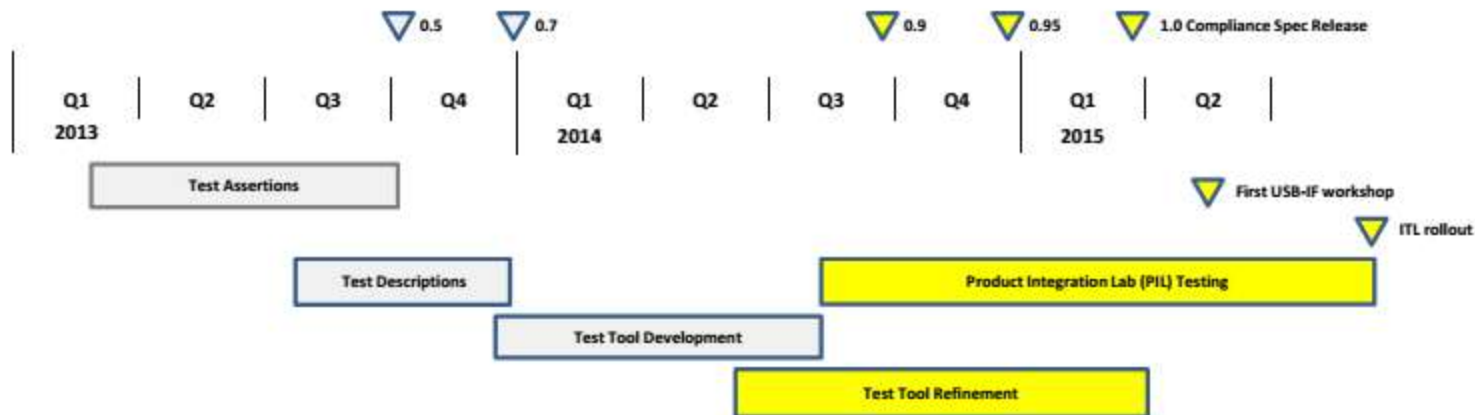 0.5
0.7
0.9
0.95
1.0 Compliance Spec Release
Q1
Q2
Q3
Q4
Q1
Q2
Q3
Q4
Q1
Q2
2013
2014
2015
Test Assertions
First USB-IF workshop
ITL rollout
Test Descriptions
Product Integration Lab (PIL) Testing
Test Tool Development
Test Tool Refinement